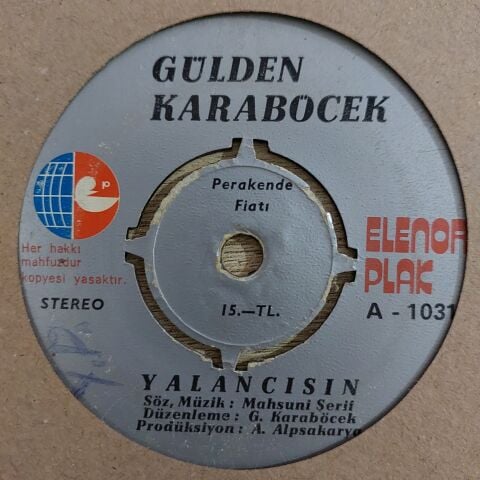 GÜLDEN
KARABÖCEK
Perakende
Fiatı
p
Her hakkı
mahfuzdur
kopyesi yasaktır.
STEREO
15.—TL.
ELENOR
PLAK
A - 1031
YALANCISIN
Söz, Müzik : Mahsuni Şerif
Düzenleme : G. Karaböcek
Prodüksiyon : A. Alpsakarya